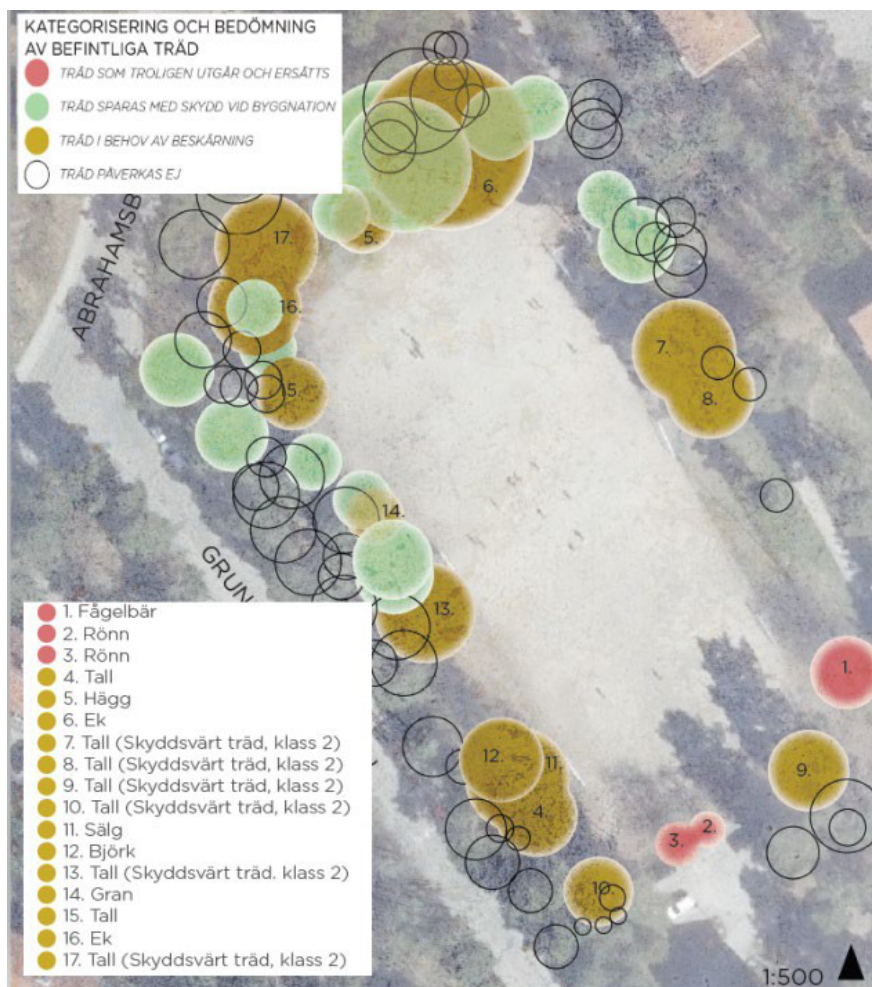 KATEGORISERING OCH BEDÖMNING
AV BEFINTLIGA TRÄD
TRÄD SOM TROLIGEN UTGÅR OCH ERSÄTTS
TRÄD SPARAS MED SKYDD VID BYGGNATION
TRÄD I BEHOV AV BESKÄRNING
TRÄD PÅVERKAS EJ
ABRAHAMSB
6.
17.
5.
16.
7.
15.
8.
14.
GRUN
13.
1.
12.
11.
9.
4.
2.
3.
10.
1. Fågelbär
2. Rönn
3. Rönn
4. Tall
5. Hägg
6. Ek
7. Tall (Skyddsvärt träd, klass 2)
8. Tall (Skyddsvärt träd, klass 2)
9. Tall (Skyddsvärt träd, klass 2)
10. Tall (Skyddsvärt träd, klass 2)
11. Sälg
12. Björk
13. Tall (Skyddsvärt träd. klass 2)
14. Gran
15. Tall
16. Ek
17. Tall (Skyddsvärt träd, klass 2)
1:500